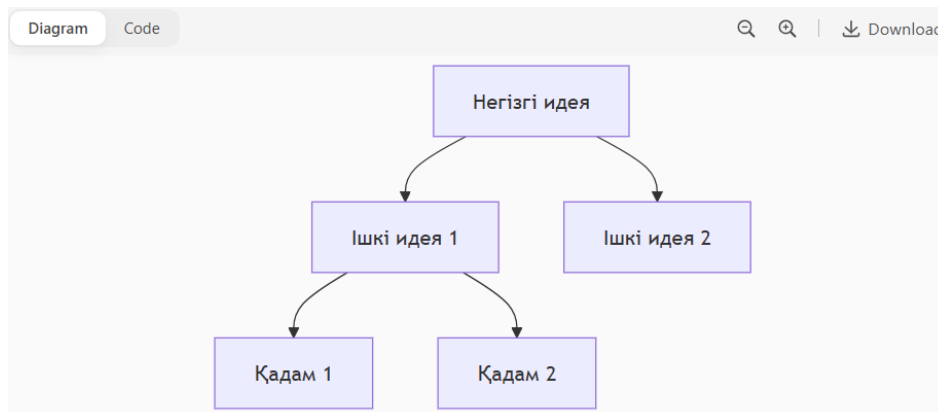 Diagram Code Download
Негізгі идея
Ішкі идея 1 Ішкі идея 2
Қадам 1 Қадам 2